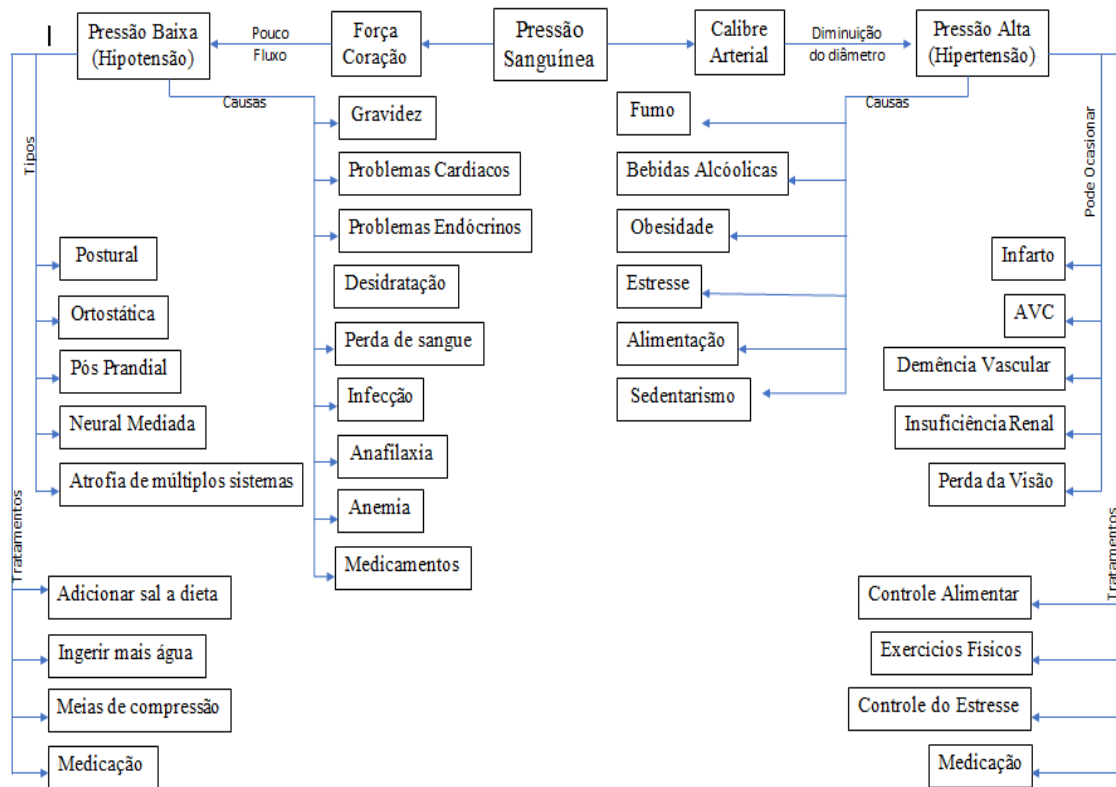 Pressão Baixa
(Hipotensão)
Pouco
Fluxo
Força
Coração
Pressão
Sanguínea
Calibre
Arterial
Diminuição
do diâmetro
Pressão Alta
(Hipertensão)
Causas
Causas
Tipos
Pode Ocasionar
Gravidez
Problemas Cardíacos
Problemas Endócrinos
Desidratação
Perda de sangue
Infecção
Anafilaxia
Anemia
Medicamentos
Fumo
Bebidas Alcóolicas
Obesidade
Estresse
Alimentação
Sedentarismo
Postural
Ortostática
Pós Prandial
Neural Mediada
Atrofia de múltiplos sistemas
Infarto
AVC
Demência Vascular
Insuficiência Renal
Perda da Visão
Tratamentos
Adicionar sal a dieta
Ingerir mais água
Meias de compressão
Medicação
Tratamentos
Controle Alimentar
Exercícios Físicos
Controle do Estresse
Medicação